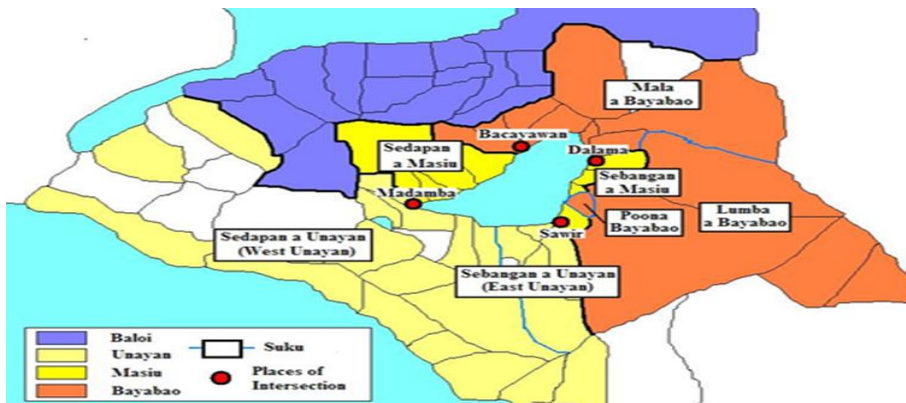 Mala
a Bayabao
Bacayawan
Sedapan
a Masiu
Dalama
Sebangan
a Masiu
Madamba
Poona
Bayabao
Lumba
a Bayabao
Sawir
Sedapan a Unayan
(West Unayan)
Sebangan a Unayan
(East Unayan)
Baloi
Unayan
Masiu
Bayabao
Suku
Places of
Intersection